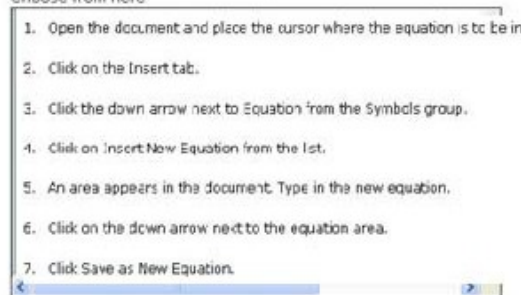 1. Open the document and place the cursor where the equation is to be in
2. Click on the Insert tab.
3. Click the down arrow next to Equation from the Symbols group.
4. Click on Insert New Equation from the list.
5. An area appears in the document. Type in the new equation.
6. Click on the down arrow next to the equation area.
7. Click Save as New Equation.